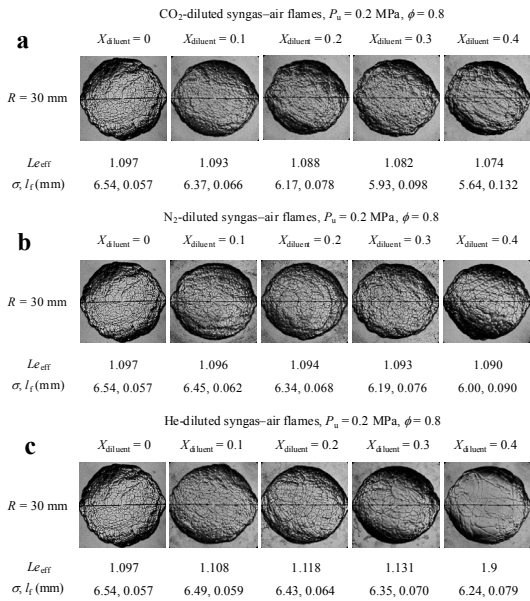 CO2-diluted syngas–air flames, Pu = 0.2 MPa, ϕ = 0.8
a
Xdiluent = 0 Xdiluent = 0.1 Xdiluent = 0.2 Xdiluent = 0.3 Xdiluent = 0.4
R = 30 mm
Leeff 1.097 1.093 1.088 1.082 1.074
σ, lf (mm) 6.54, 0.057 6.37, 0.066 6.17, 0.078 5.93, 0.098 5.64, 0.132
N2-diluted syngas–air flames, Pu = 0.2 MPa, ϕ = 0.8
b
Xdiluent = 0 Xdiluent = 0.1 Xdiluent = 0.2 Xdiluent = 0.3 Xdiluent = 0.4
R = 30 mm
Leeff 1.097 1.096 1.094 1.093 1.090
σ, lf (mm) 6.54, 0.057 6.45, 0.062 6.34, 0.068 6.19, 0.076 6.00, 0.090
He-diluted syngas–air flames, Pu = 0.2 MPa, ϕ = 0.8
c
Xdiluent = 0 Xdiluent = 0.1 Xdiluent = 0.2 Xdiluent = 0.3 Xdiluent = 0.4
R = 30 mm
Leeff 1.097 1.108 1.118 1.131 1.9
σ, lf (mm) 6.54, 0.057 6.49, 0.059 6.43, 0.064 6.35, 0.070 6.24, 0.079